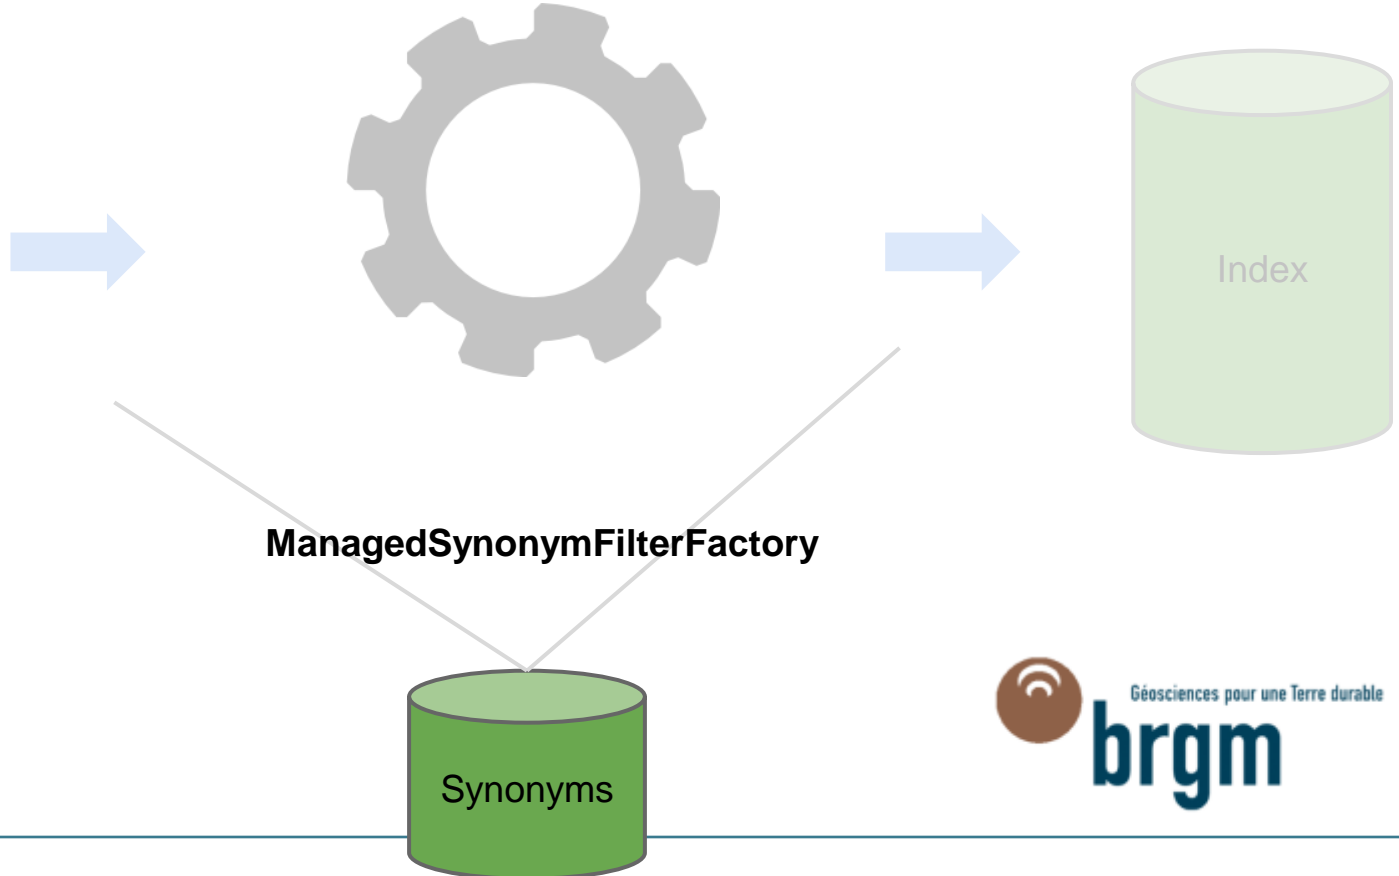 Index
ManagedSynonymFilterFactory
Géosciences pour une Terre durable
brgm
Synonyms